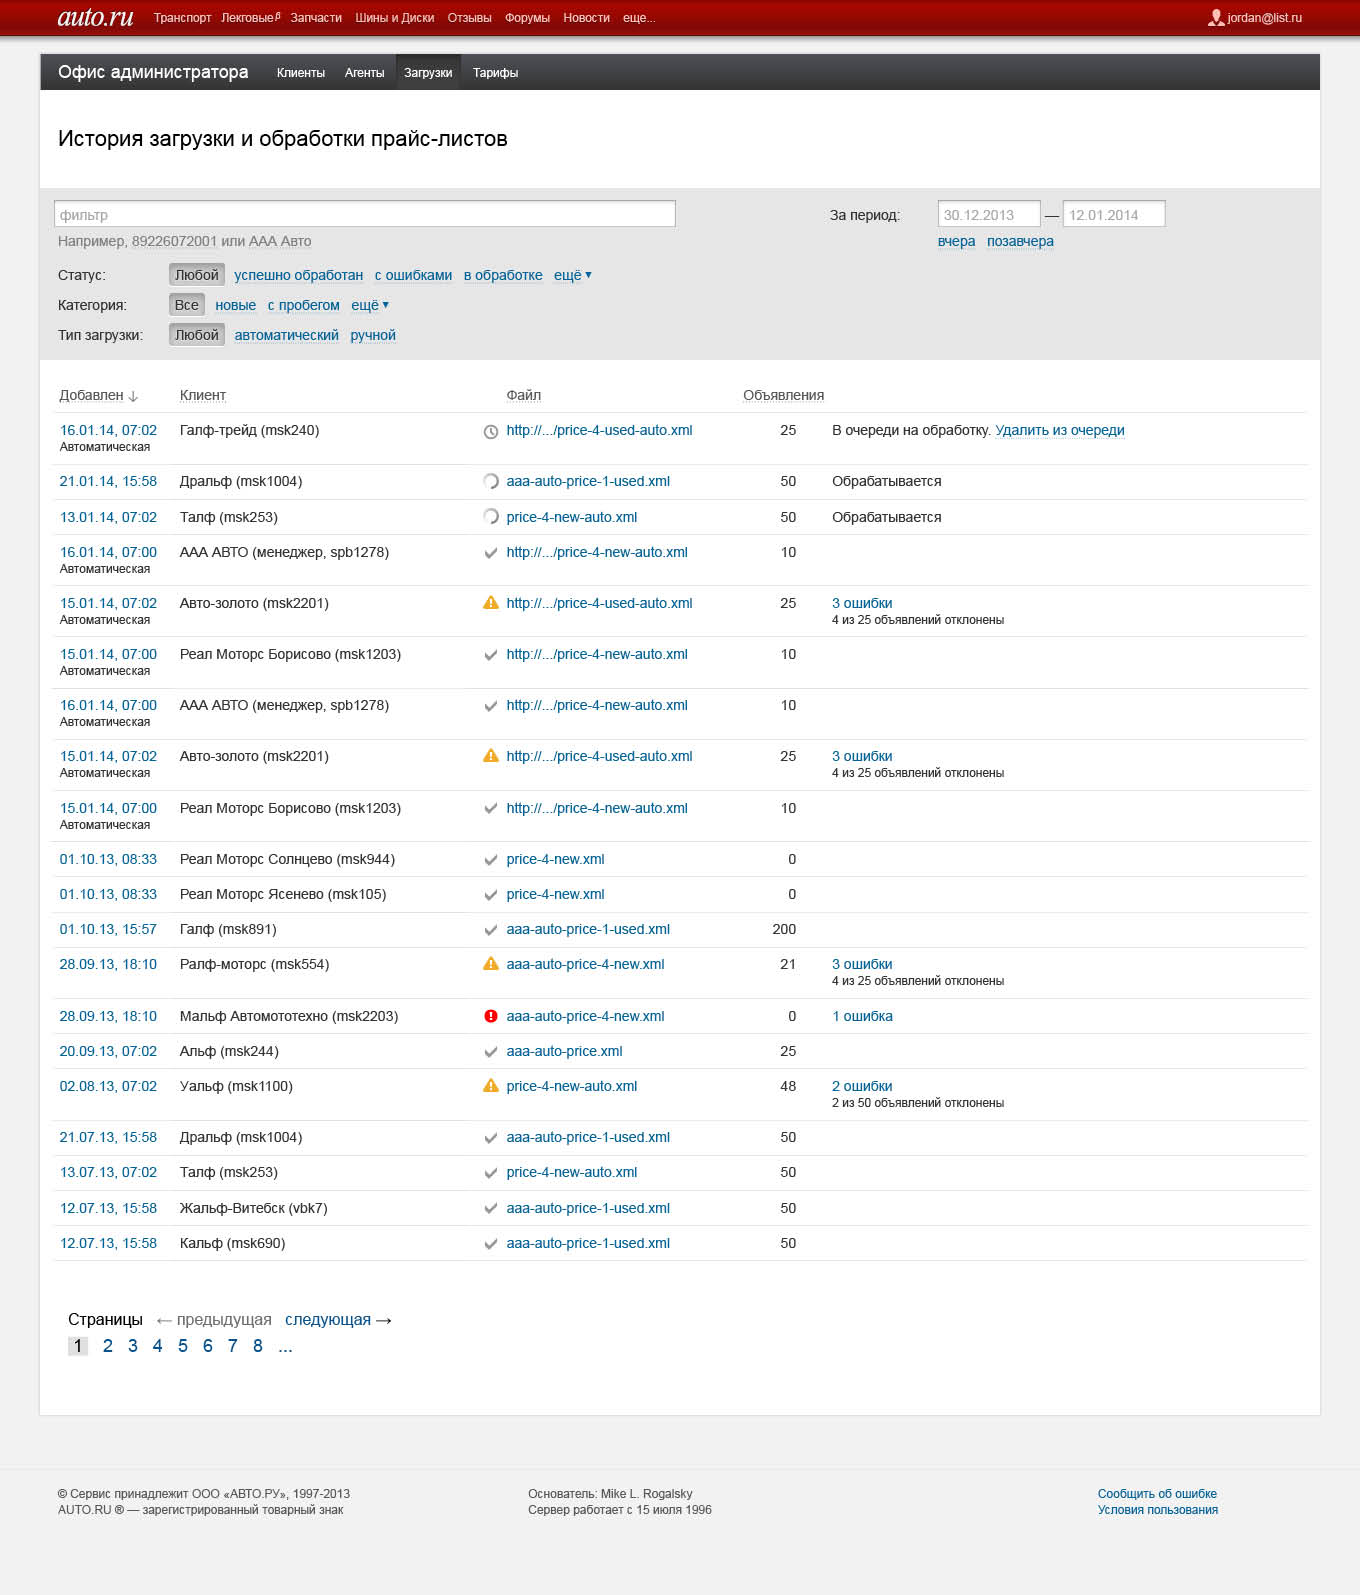 auto.ru Транспорт Легковые β Запчасти Шины и Диски Отзывы Форумы Новости еще... jordan@list.ru
Офис администратора Клиенты Агенты Загрузки Тарифы
История загрузки и обработки прайс-листов
фильтр За период: 30.12.2013 — 12.01.2014
Например, 89226072001 или ААА Авто вчера позавчера
Статус: Любой успешно обработан с ошибками в обработке ещё ▾
Категория: Все новые с пробегом ещё ▾
Тип загрузки: Любой автоматический ручной
Добавлен ↓ Клиент Файл Объявления
16.01.14, 07:02 Галф-трейд (msk240) http://.../price-4-used-auto.xml 25 В очереди на обработку. Удалить из очереди
Автоматическая
21.01.14, 15:58 Дральф (msk1004) aaa-auto-price-1-used.xml 50 Обрабатывается
13.01.14, 07:02 Талф (msk253) price-4-new-auto.xml 50 Обрабатывается
16.01.14, 07:00 ААА АВТО (менеджер, spb1278) http://.../price-4-new-auto.xml 10
Автоматическая
15.01.14, 07:02 Авто-золото (msk2201) http://.../price-4-used-auto.xml 25 3 ошибки
Автоматическая 4 из 25 объявлений отклонены
15.01.14, 07:00 Реал Моторс Борисово (msk1203) http://.../price-4-new-auto.xml 10
Автоматическая
16.01.14, 07:00 ААА АВТО (менеджер, spb1278) http://.../price-4-new-auto.xml 10
Автоматическая
15.01.14, 07:02 Авто-золото (msk2201) http://.../price-4-used-auto.xml 25 3 ошибки
Автоматическая 4 из 25 объявлений отклонены
15.01.14, 07:00 Реал Моторс Борисово (msk1203) http://.../price-4-new-auto.xml 10
Автоматическая
01.10.13, 08:33 Реал Моторс Солнцево (msk944) price-4-new.xml 0
01.10.13, 08:33 Реал Моторс Ясенево (msk105) price-4-new.xml 0
01.10.13, 15:57 Галф (msk891) aaa-auto-price-1-used.xml 200
28.09.13, 18:10 Ралф-моторс (msk554) aaa-auto-price-4-new.xml 21 3 ошибки
4 из 25 объявлений отклонены
28.09.13, 18:10 Мальф Автомототехно (msk2203) aaa-auto-price-4-new.xml 0 1 ошибка
20.09.13, 07:02 Альф (msk244) aaa-auto-price.xml 25
02.08.13, 07:02 Уальф (msk1100) price-4-new-auto.xml 48 2 ошибки
2 из 50 объявлений отклонены
21.07.13, 15:58 Дральф (msk1004) aaa-auto-price-1-used.xml 50
13.07.13, 07:02 Талф (msk253) price-4-new-auto.xml 50
12.07.13, 15:58 Жальф-Витебск (vbk7) aaa-auto-price-1-used.xml 50
12.07.13, 15:58 Кальф (msk690) aaa-auto-price-1-used.xml 50
Страницы ← предыдущая следующая →
1 2 3 4 5 6 7 8 ...
© Сервис принадлежит ООО «АВТО.РУ», 1997-2013 Основатель: Mike L. Rogalsky Сообщить об ошибке
AUTO.RU ® — зарегистрированный товарный знак Сервер работает с 15 июля 1996 Условия пользования